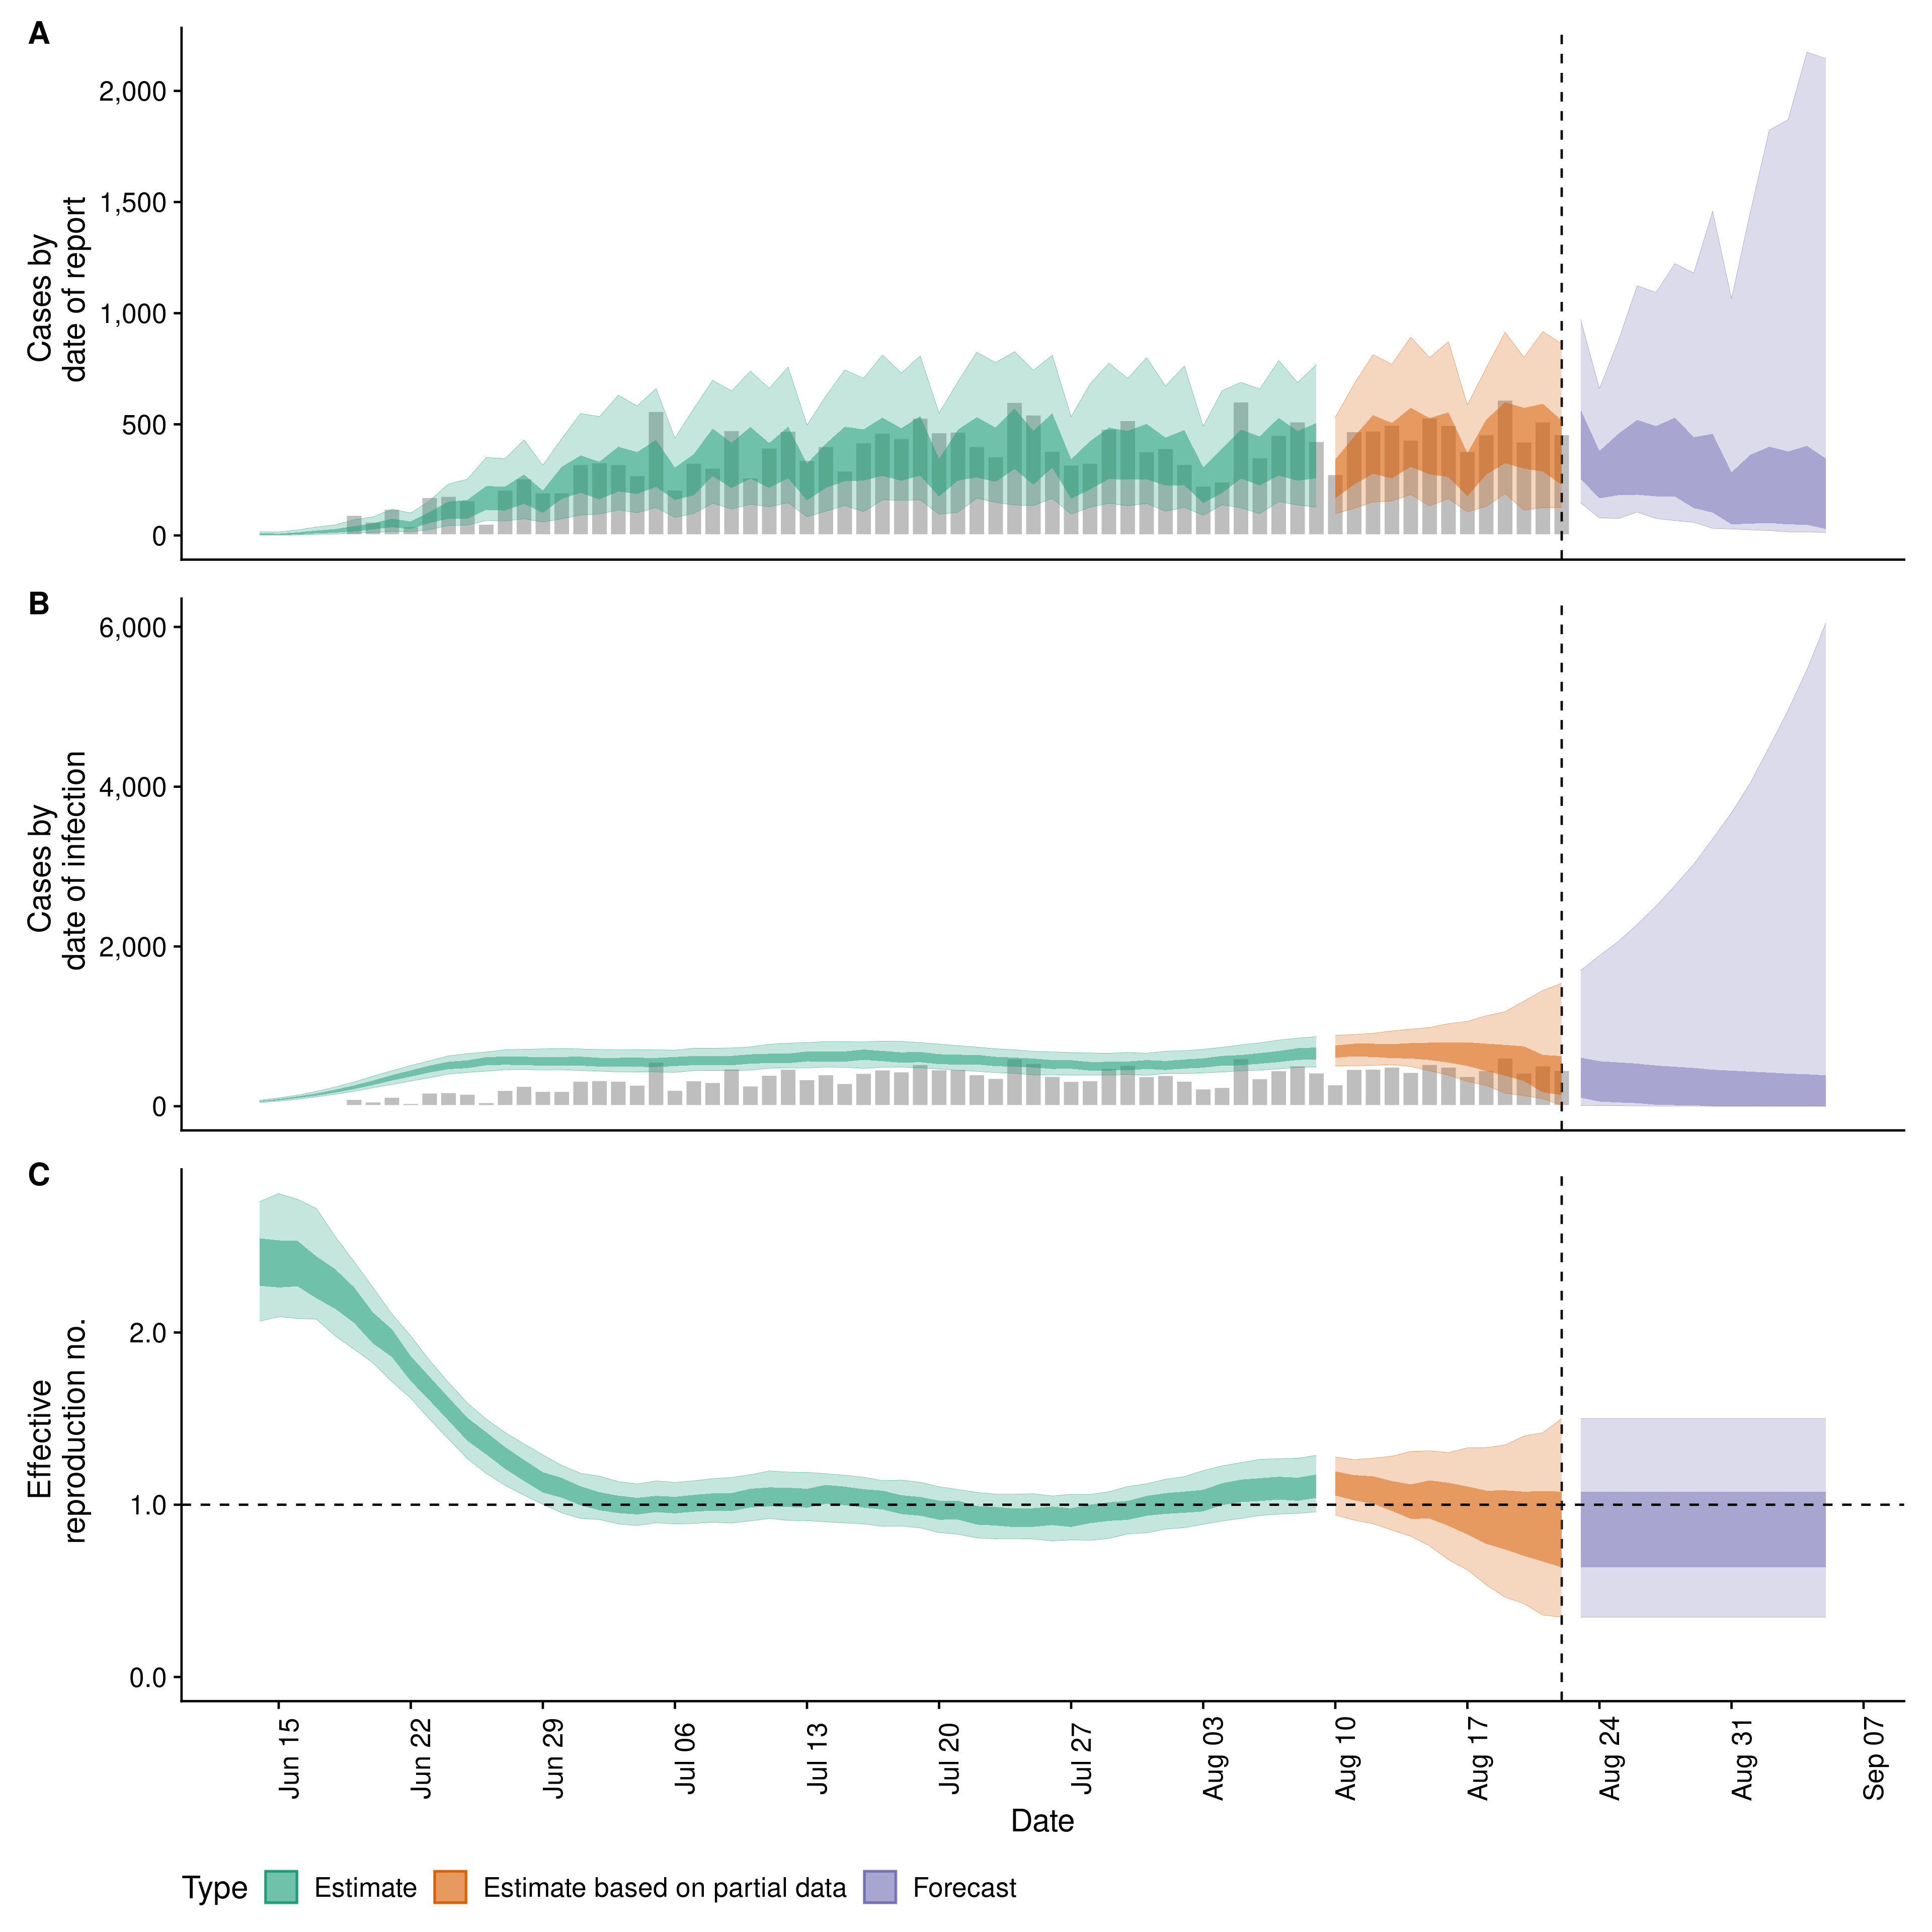 A
Cases by
date of report
2,000
1,500
1,000
500
0
B
Cases by
date of infection
6,000
4,000
2,000
0
C
Effective
reproduction no.
2.0
1.0
0.0
Jun 15
Jun 22
Jun 29
Jul 06
Jul 13
Jul 20
Jul 27
Aug 03
Aug 10
Aug 17
Aug 24
Aug 31
Sep 07
Date
Type Estimate Estimate based on partial data Forecast